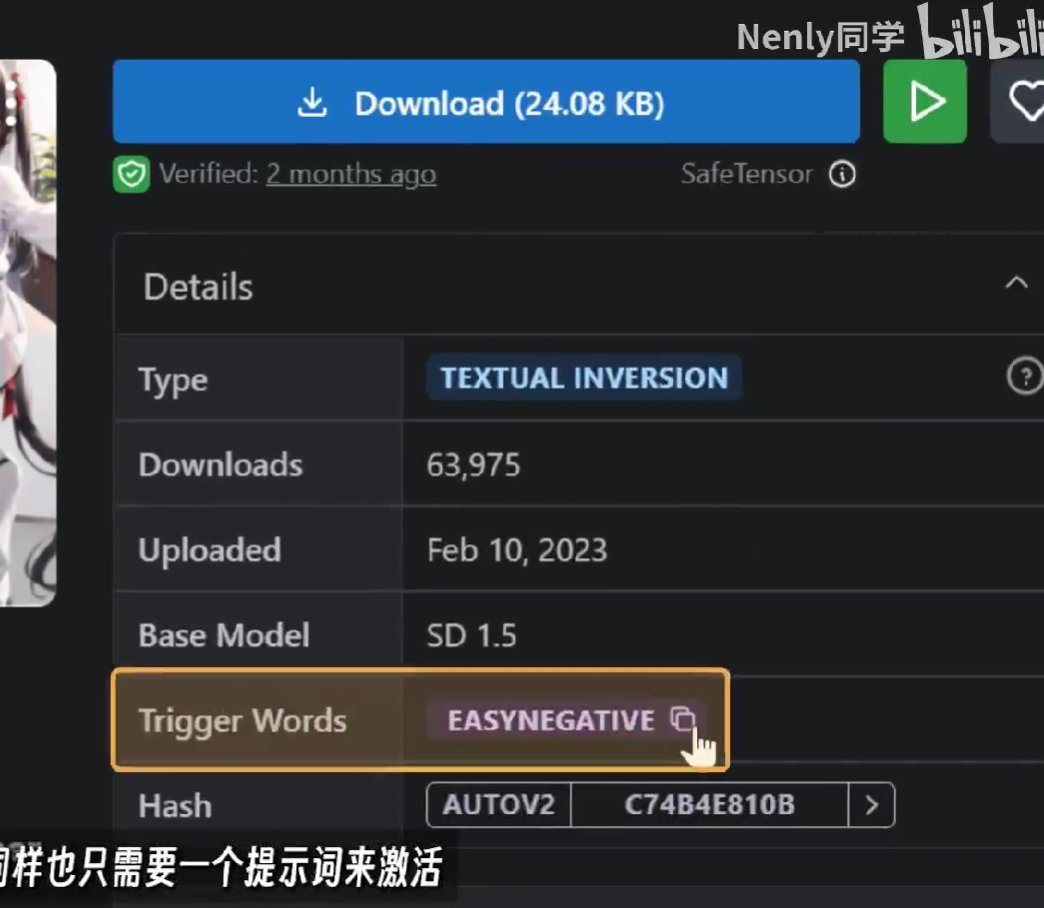 Nenly同学 bilibili
Download (24.08 KB)
Verified: 2 months ago SafeTensor
Details
Type TEXTUAL INVERSION
Downloads 63,975
Uploaded Feb 10, 2023
Base Model SD 1.5
Trigger Words EASYNEGATIVE
Hash AUTOV2 C74B4E810B
同样也只需要一个提示词来激活